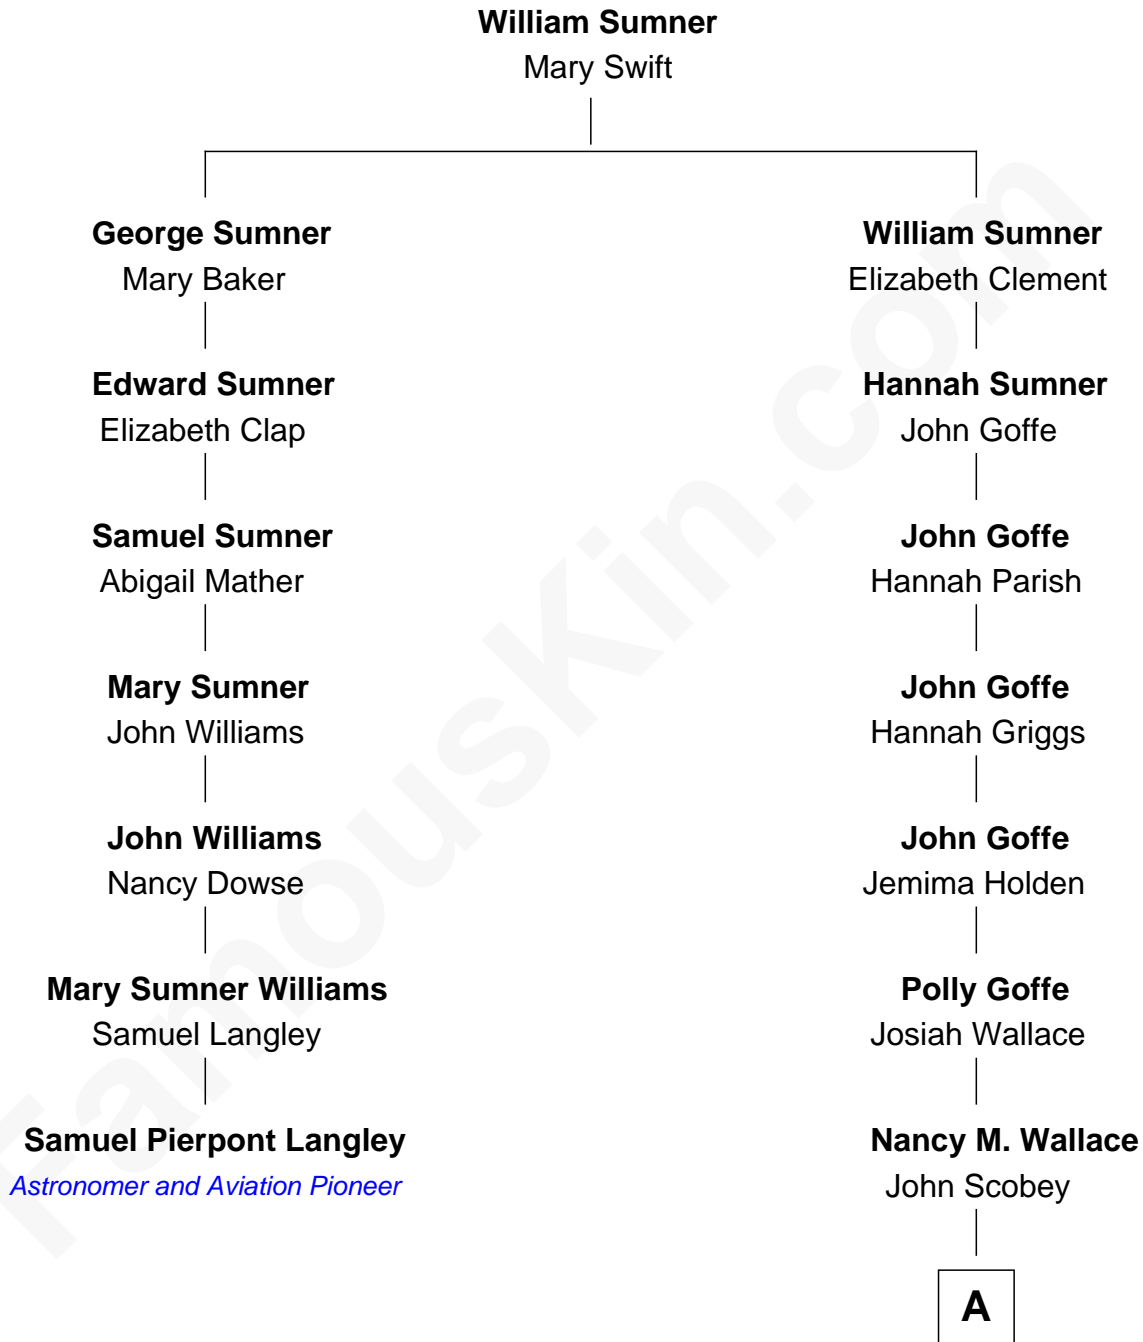 William Sumner
Mary Swift
George Sumner
Mary Baker
William Sumner
Elizabeth Clement
Edward Sumner
Elizabeth Clap
Hannah Sumner
John Goffe
Samuel Sumner
Abigail Mather
John Goffe
Hannah Parish
Mary Sumner
John Williams
John Goffe
Hannah Griggs
John Williams
Nancy Dowse
John Goffe
Jemima Holden
Mary Sumner Williams
Samuel Langley
Polly Goffe
Josiah Wallace
Samuel Pierpont Langley
Astronomer and Aviation Pioneer
Nancy M. Wallace
John Scobey
A
FamousKin.com